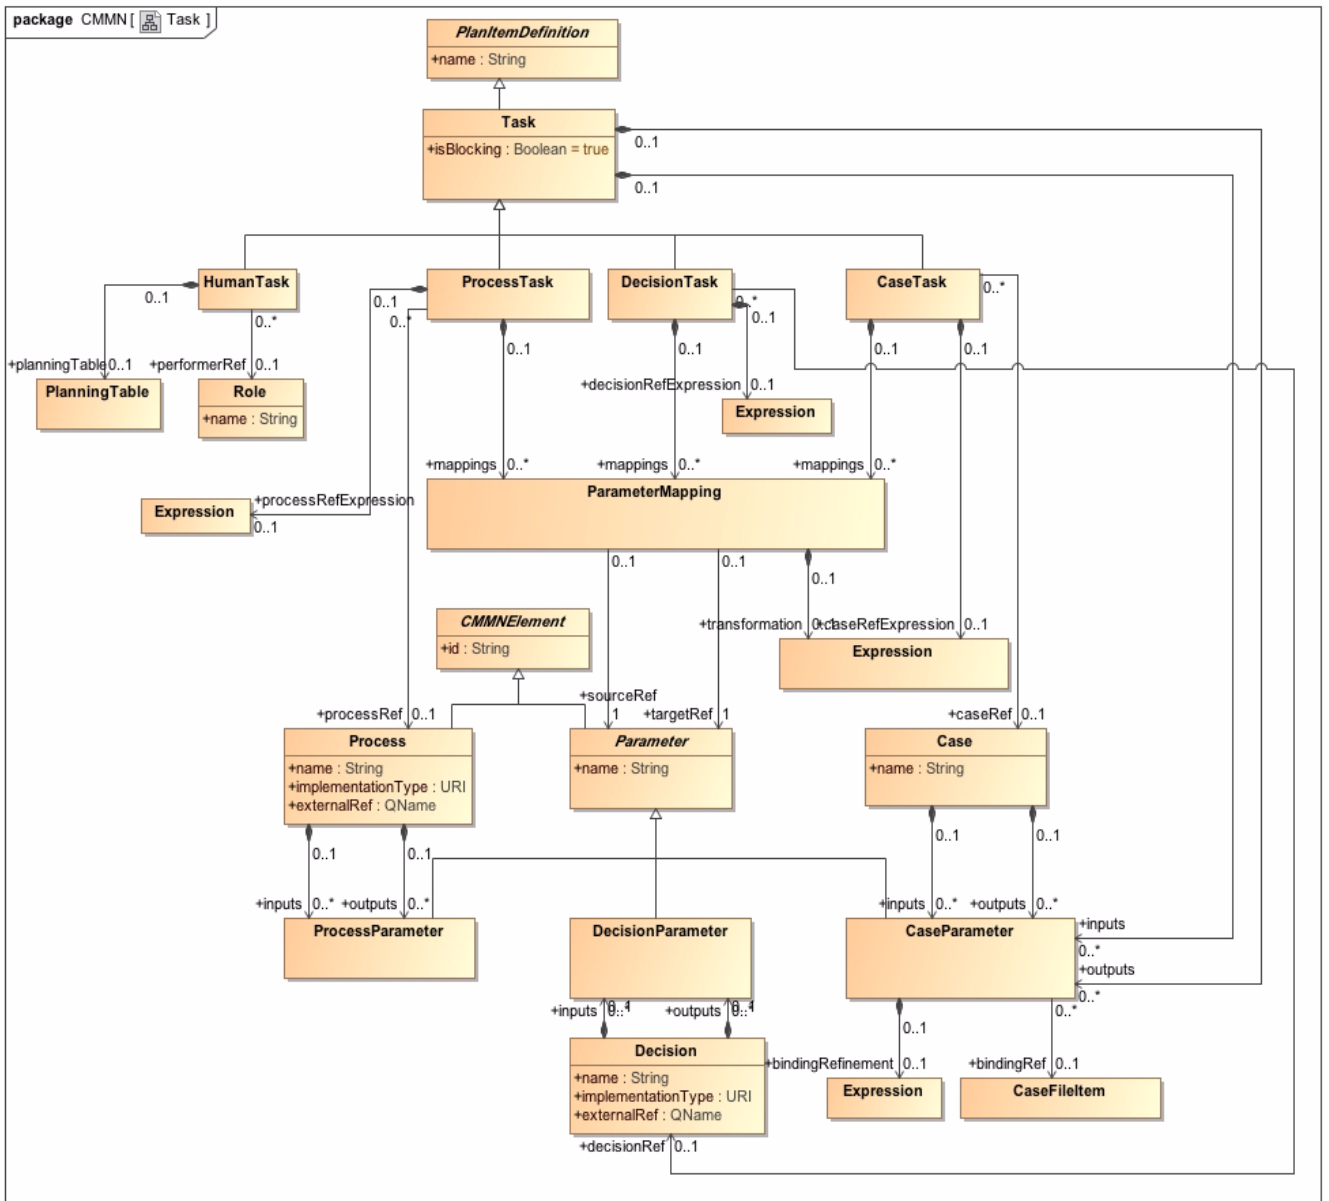 package CMMN [ Task ]
PlanItemDefinition
+name : String
Task
+isBlocking : Boolean = true
0..1
0..1
HumanTask
ProcessTask
DecisionTask
CaseTask
0..1
0..1
0..*
0..*
0..1
0..*
0..*
0..1
0..1
0..1
0..1
+planningTable 0..1
+performerRef 0..1
+decisionRefExpression 0..1
PlanningTable
Role
+name : String
Expression
+mappings 0..*
+mappings 0..*
+mappings 0..*
ParameterMapping
+processRefExpression
Expression
0..1
0..1
0..1
0..1
CMMNElement
+id : String
+transformation 0..1
+caseRefExpression 0..1
Expression
+sourceRef
1
+processRef 0..1
+targetRef 1
+caseRef 0..1
Process
+name : String
+implementationType : URI
+externalRef : QName
Parameter
+name : String
Case
+name : String
0..1
0..1
0..1
0..1
+inputs 0..*
+outputs 0..*
+inputs 0..*
+outputs 0..*
ProcessParameter
DecisionParameter
CaseParameter
+inputs
0..*
+outputs
0..*
+inputs
+outputs
0..*
0..1
Decision
+name : String
+implementationType : URI
+externalRef : QName
+bindingRefinement 0..1
+bindingRef 0..1
Expression
CaseFileItem
+decisionRef 0..1